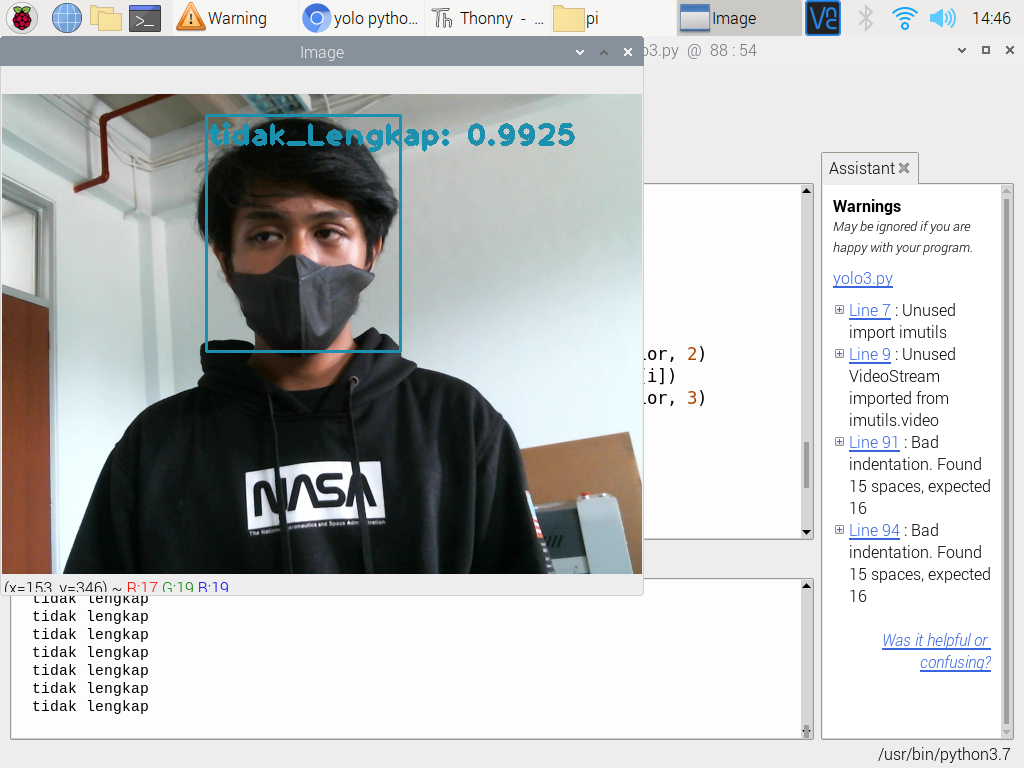 Warning
yolo pytho...
Thonny - ...
pi
Image
14:46
Image
o3.py @ 88 : 54
tidak_Lengkap: 0.9925
NASA
The National Aeronautics and Space Administration
or, 2)
[i])
or, 3)
(x=153, y=346) ~ R:17 G:19 B:19
tidak lengkap
tidak lengkap
tidak lengkap
tidak lengkap
tidak lengkap
tidak lengkap
tidak lengkap
Assistant
Warnings
May be ignored if you are
happy with your program.
yolo3.py
Line 7 : Unused
import imutils
Line 9 : Unused
VideoStream
imported from
imutils.video
Line 91 : Bad
indentation. Found
15 spaces, expected
16
Line 94 : Bad
indentation. Found
15 spaces, expected
16
Was it helpful or
confusing?
/usr/bin/python3.7